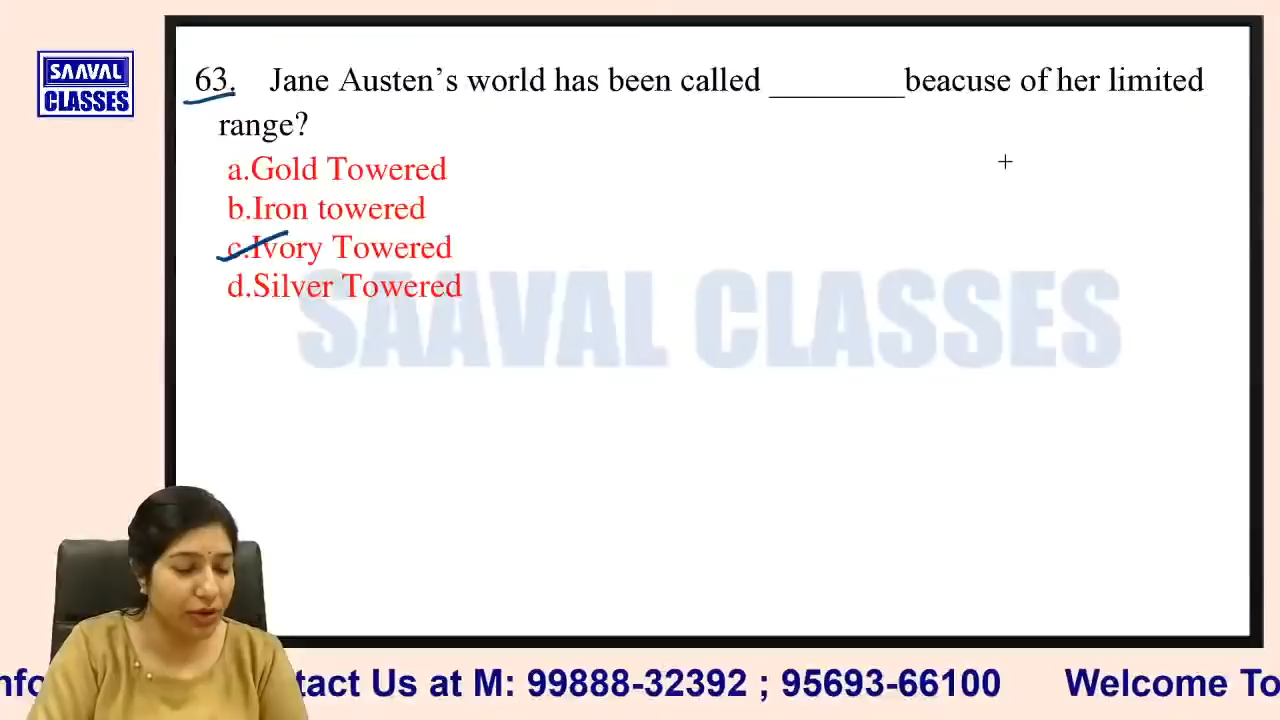 SAAVAL
CLASSES
63. Jane Austen's world has been called ________beacuse of her limited
range?
a.Gold Towered
b.Iron towered
c.Ivory Towered
d.Silver Towered
SAAVAL CLASSES
tact Us at M: 99888-32392 ; 95693-66100 Welcome To